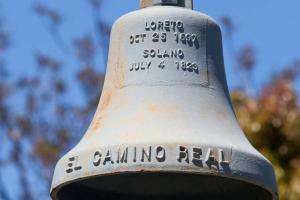 LORETO
OCT 25 1697
SOLANO
JULY 4 1823
EL CAMINO REAL